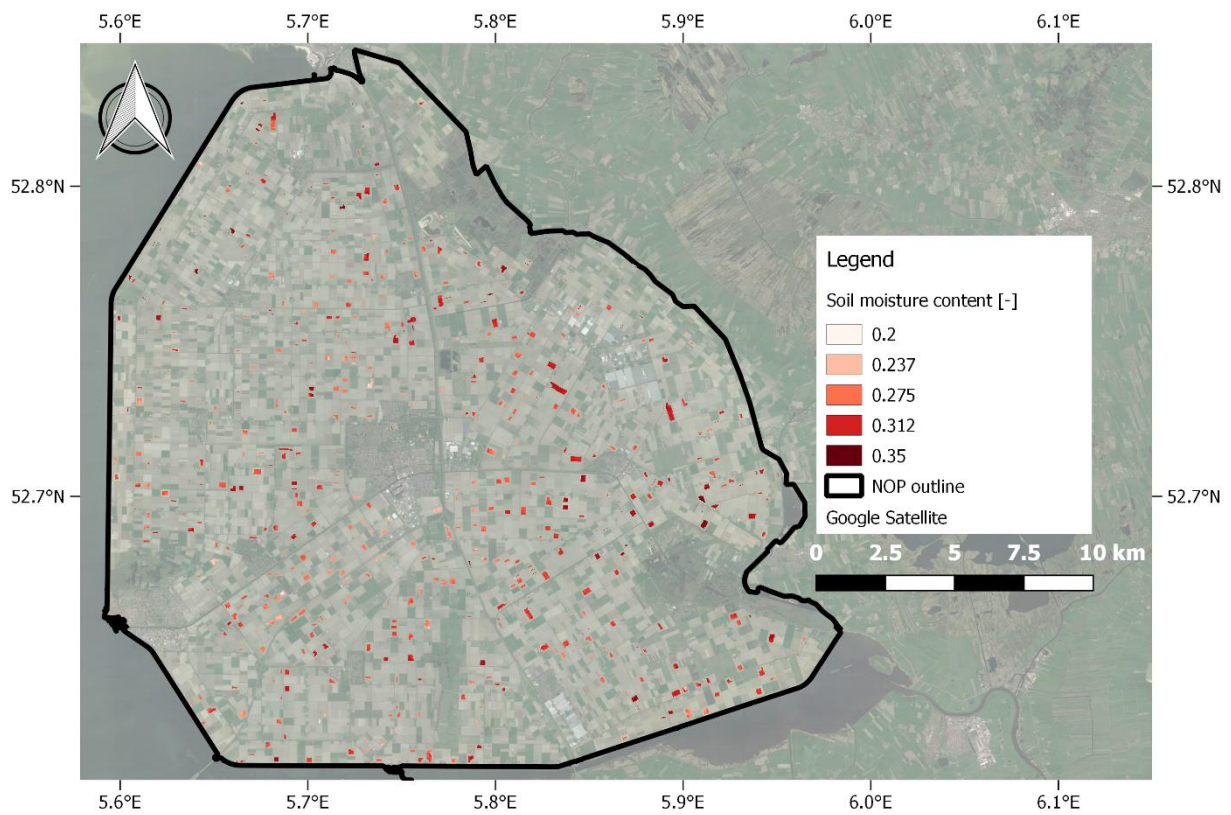 5.6°E 5.7°E 5.8°E 5.9°E 6.0°E 6.1°E
52.8°N 52.8°N
Legend
Soil moisture content [-]
0.2
0.237
0.275
0.312
0.35
NOP outline
52.7°N 52.7°N
Google Satellite
0 2.5 5 7.5 10 km
5.6°E 5.7°E 5.8°E 5.9°E 6.0°E 6.1°E